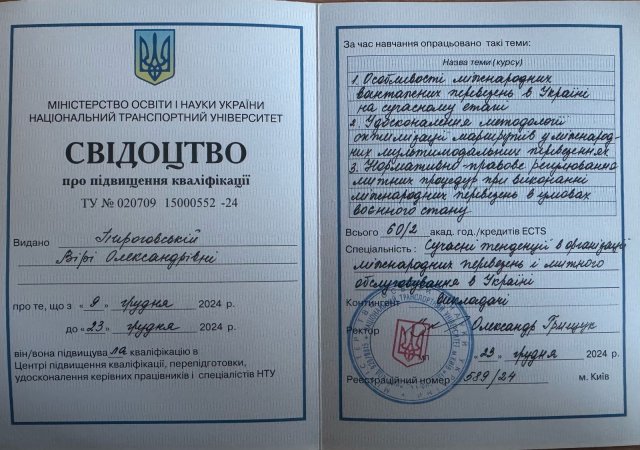 МІНІСТЕРСТВО ОСВІТИ І НАУКИ УКРАЇНИ
НАЦІОНАЛЬНИЙ ТРАНСПОРТНИЙ УНІВЕРСИТЕТ
СВІДОЦТВО
про підвищення кваліфікації
ТУ № 020709 15000552 -24
Видано Пироговській
Вірі Олександрівні
про те, що з «9» грудня 2024 р.
до «23» грудня 2024 р.
він/вона підвищувала кваліфікацію в
Центрі підвищення кваліфікації, перепідготовки,
удосконалення керівних працівників і спеціалістів НТУ
За час навчання опрацьовано такі теми:
Назва теми (курсу)
1. Особливості міжнародних
вантажних перевезень в Україні
на сучасному етапі
2. Удосконалення методології
оптимізації маршрутів у міжнарод-
них мультимодальних перевезеннях
3. Нормативно правове регулювання
митних процедур при виконанні
міжнародних перевезень в умовах
воєнного стану
Всього 60/2 акад. год./кредитів ECTS
Спеціальність : Сучасні тенденції в організації
міжнародних перевезень і митного
обслуговування в Україні
Контингент викладачі
Ректор Олександр Грищук
«23» грудня 2024 р.
Реєстраційний номер 589/24 м. Київ